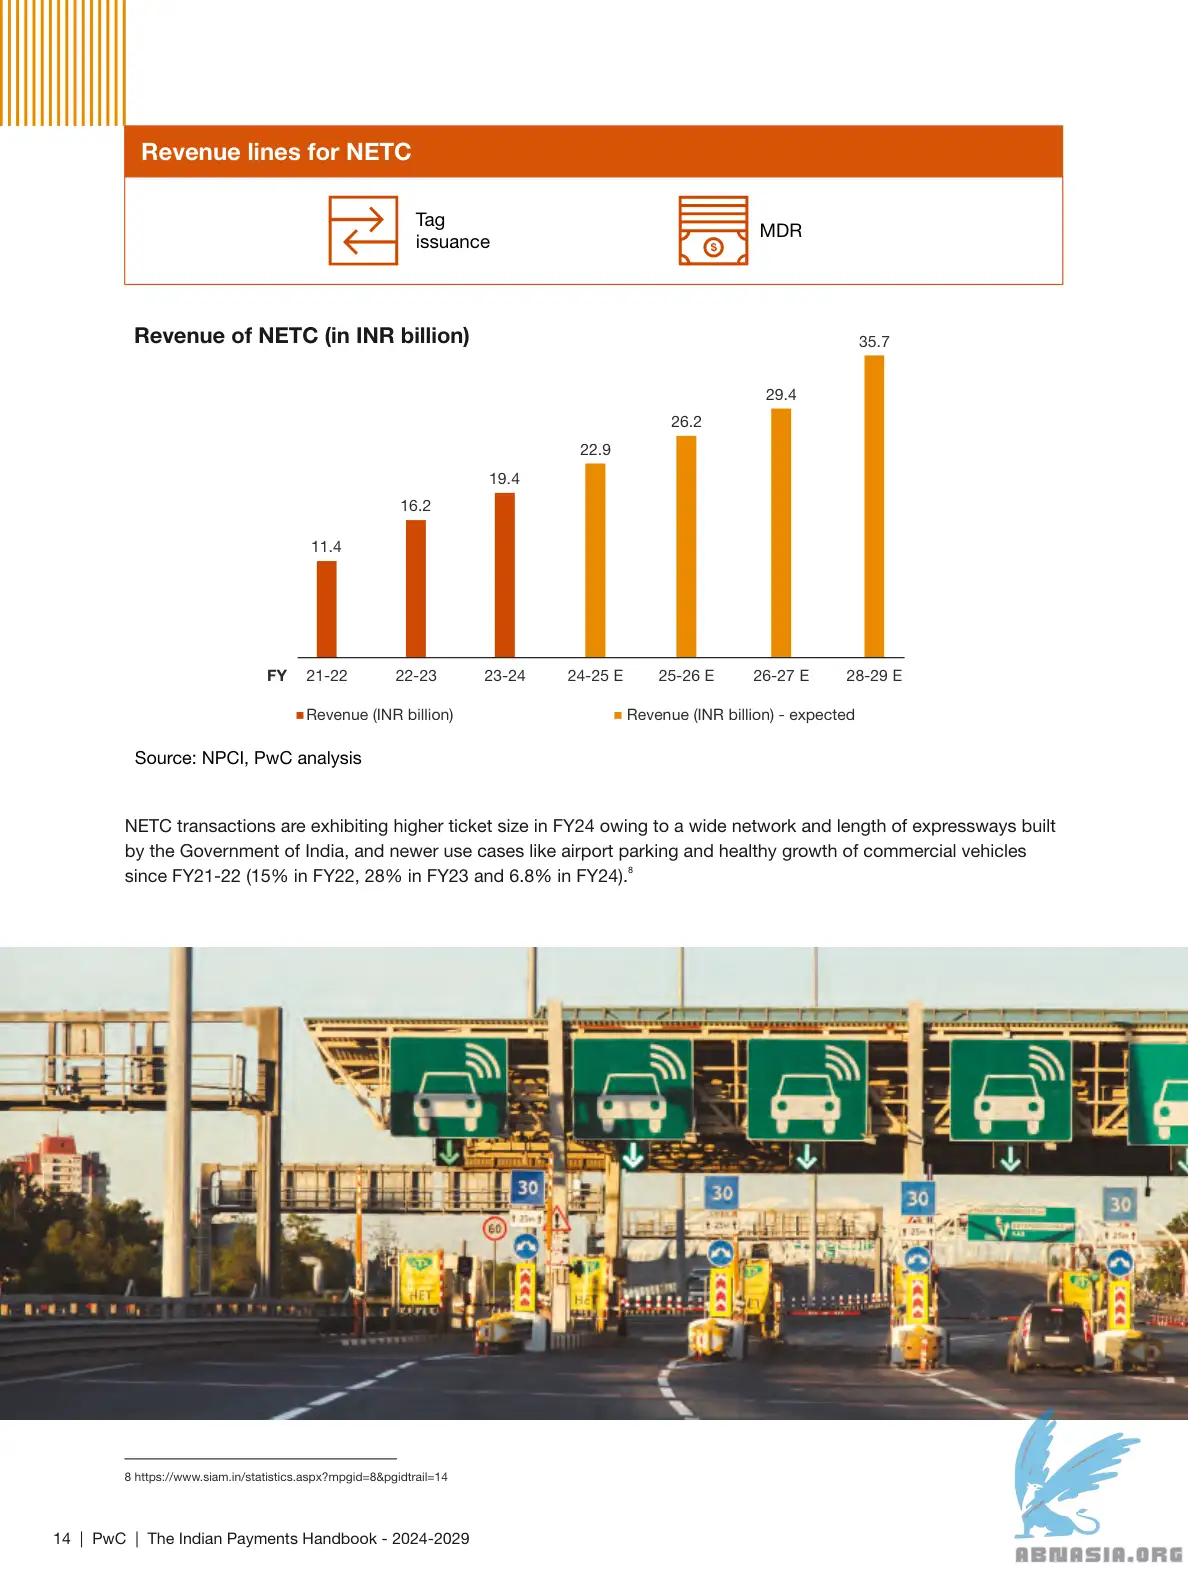 Revenue lines for NETC
Tag
issuance
$
MDR
Revenue of NETC (in INR billion)
35.7
29.4
26.2
22.9
19.4
16.2
11.4
FY 21-22 22-23 23-24 24-25 E 25-26 E 26-27 E 28-29 E
Revenue (INR billion) Revenue (INR billion) - expected
Source: NPCI, PwC analysis
NETC transactions are exhibiting higher ticket size in FY24 owing to a wide network and length of expressways built
by the Government of India, and newer use cases like airport parking and healthy growth of commercial vehicles
since FY21-22 (15% in FY22, 28% in FY23 and 6.8% in FY24).8
30
30
30
30
60
25m
25m
25m
25m
НЕТ
НЕТ
8 https://www.siam.in/statistics.aspx?mpgid=8&pgidtrail=14
14 | PwC | The Indian Payments Handbook - 2024-2029
ABNASIA.ORG